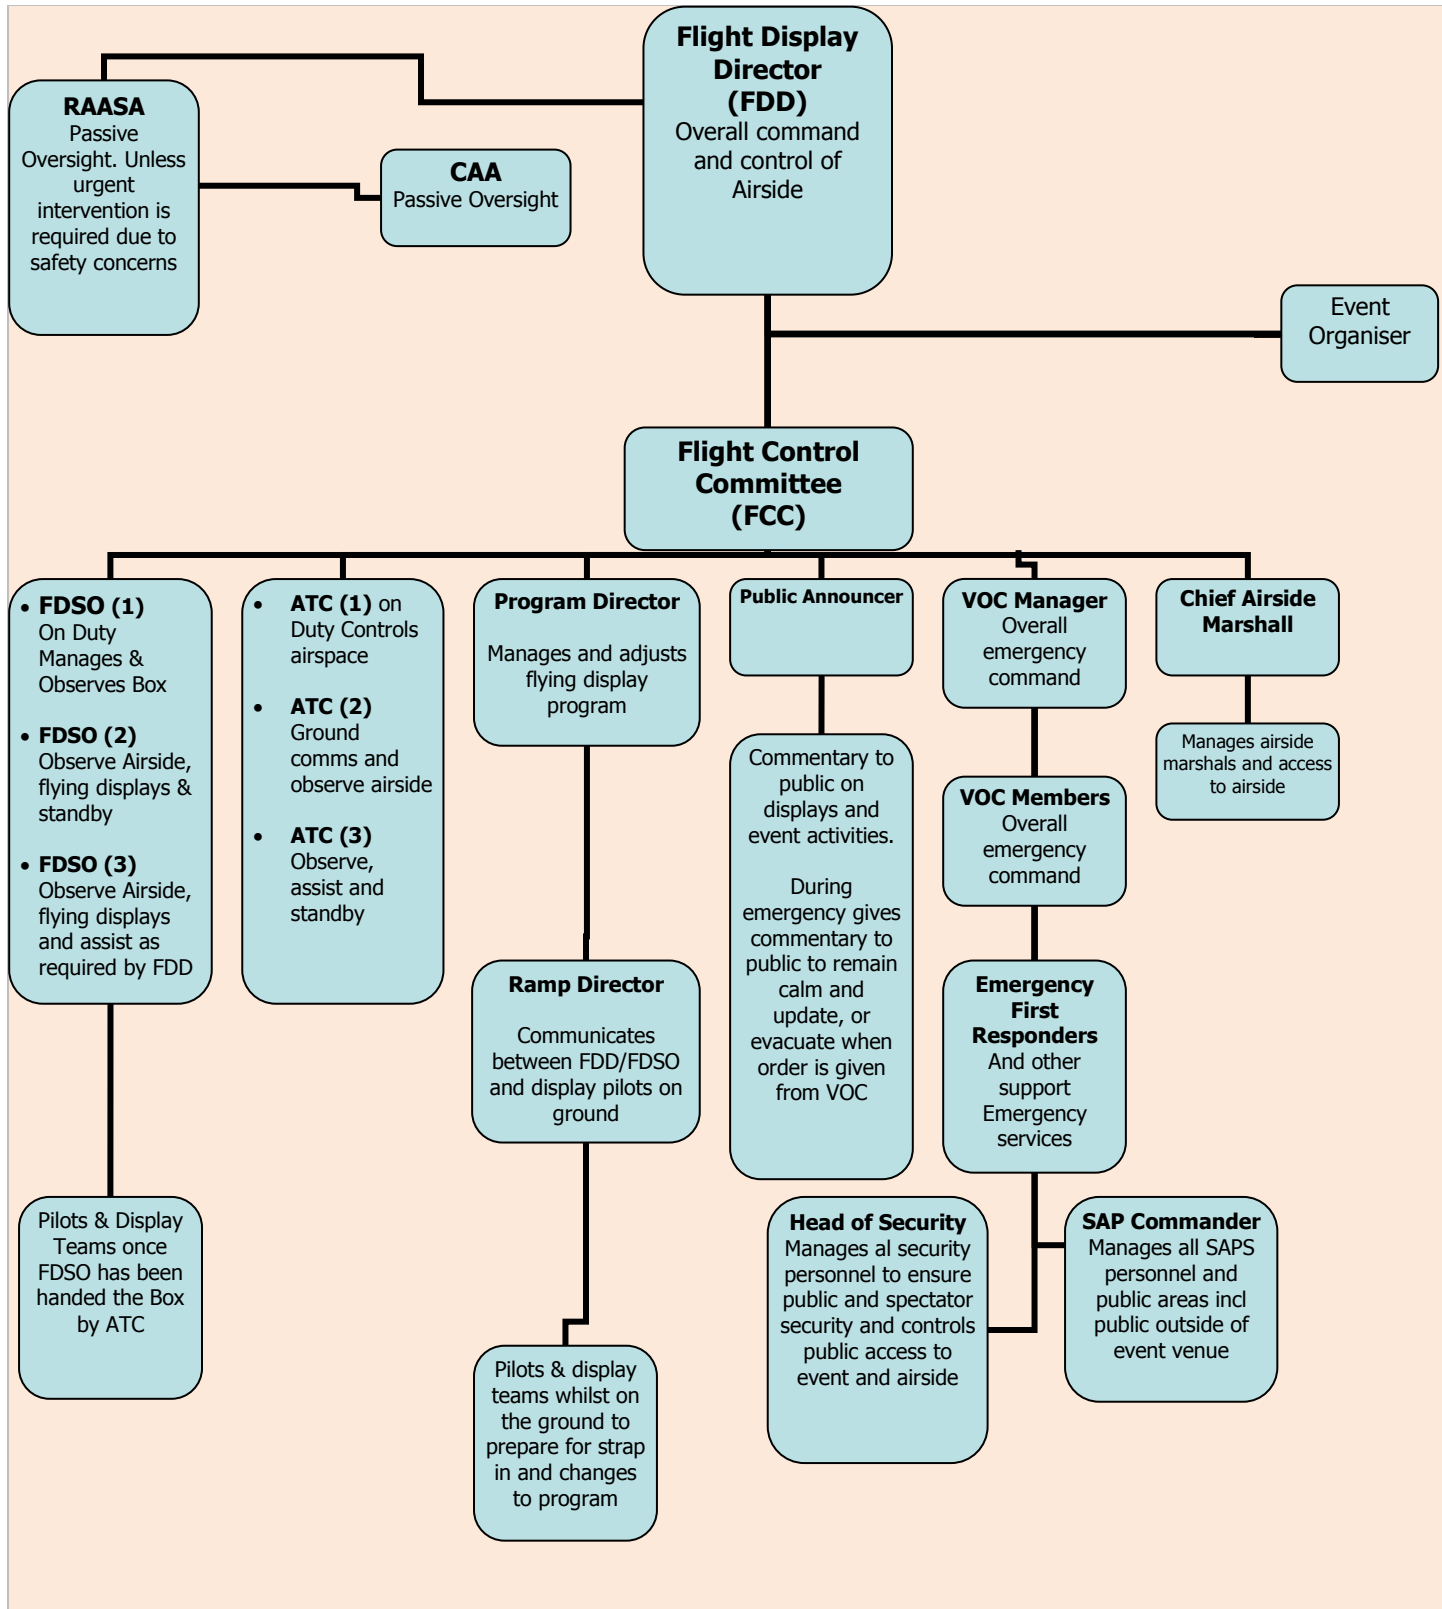 Flight Display
Director
(FDD)
Overall command
and control of
Airside
RAASA
Passive
Oversight. Unless
urgent
intervention is
required due to
safety concerns
CAA
Passive Oversight
Event
Organiser
Flight Control
Committee
(FCC)
• FDSO (1)
On Duty
Manages &
Observes Box
• FDSO (2)
Observe Airside,
flying displays &
standby
• FDSO (3)
Observe Airside,
flying displays
and assist as
required by FDD
• ATC (1) on
Duty Controls
airspace
• ATC (2)
Ground
comms and
observe airside
• ATC (3)
Observe,
assist and
standby
Program Director
Manages and adjusts
flying display
program
Public Announcer
VOC Manager
Overall
emergency
command
Chief Airside
Marshall
Manages airside
marshals and access
to airside
Commentary to
public on
displays and
event activities.
During
emergency gives
commentary to
public to remain
calm and
update, or
evacuate when
order is given
from VOC
VOC Members
Overall
emergency
command
Ramp Director
Communicates
between FDD/FDSO
and display pilots on
ground
Emergency
First
Responders
And other
support
Emergency
services
Pilots & Display
Teams once
FDSO has been
handed the Box
by ATC
Head of Security
Manages al security
personnel to ensure
public and spectator
security and controls
public access to
event and airside
SAP Commander
Manages all SAPS
personnel and
public areas incl
public outside of
event venue
Pilots & display
teams whilst on
the ground to
prepare for strap
in and changes
to program